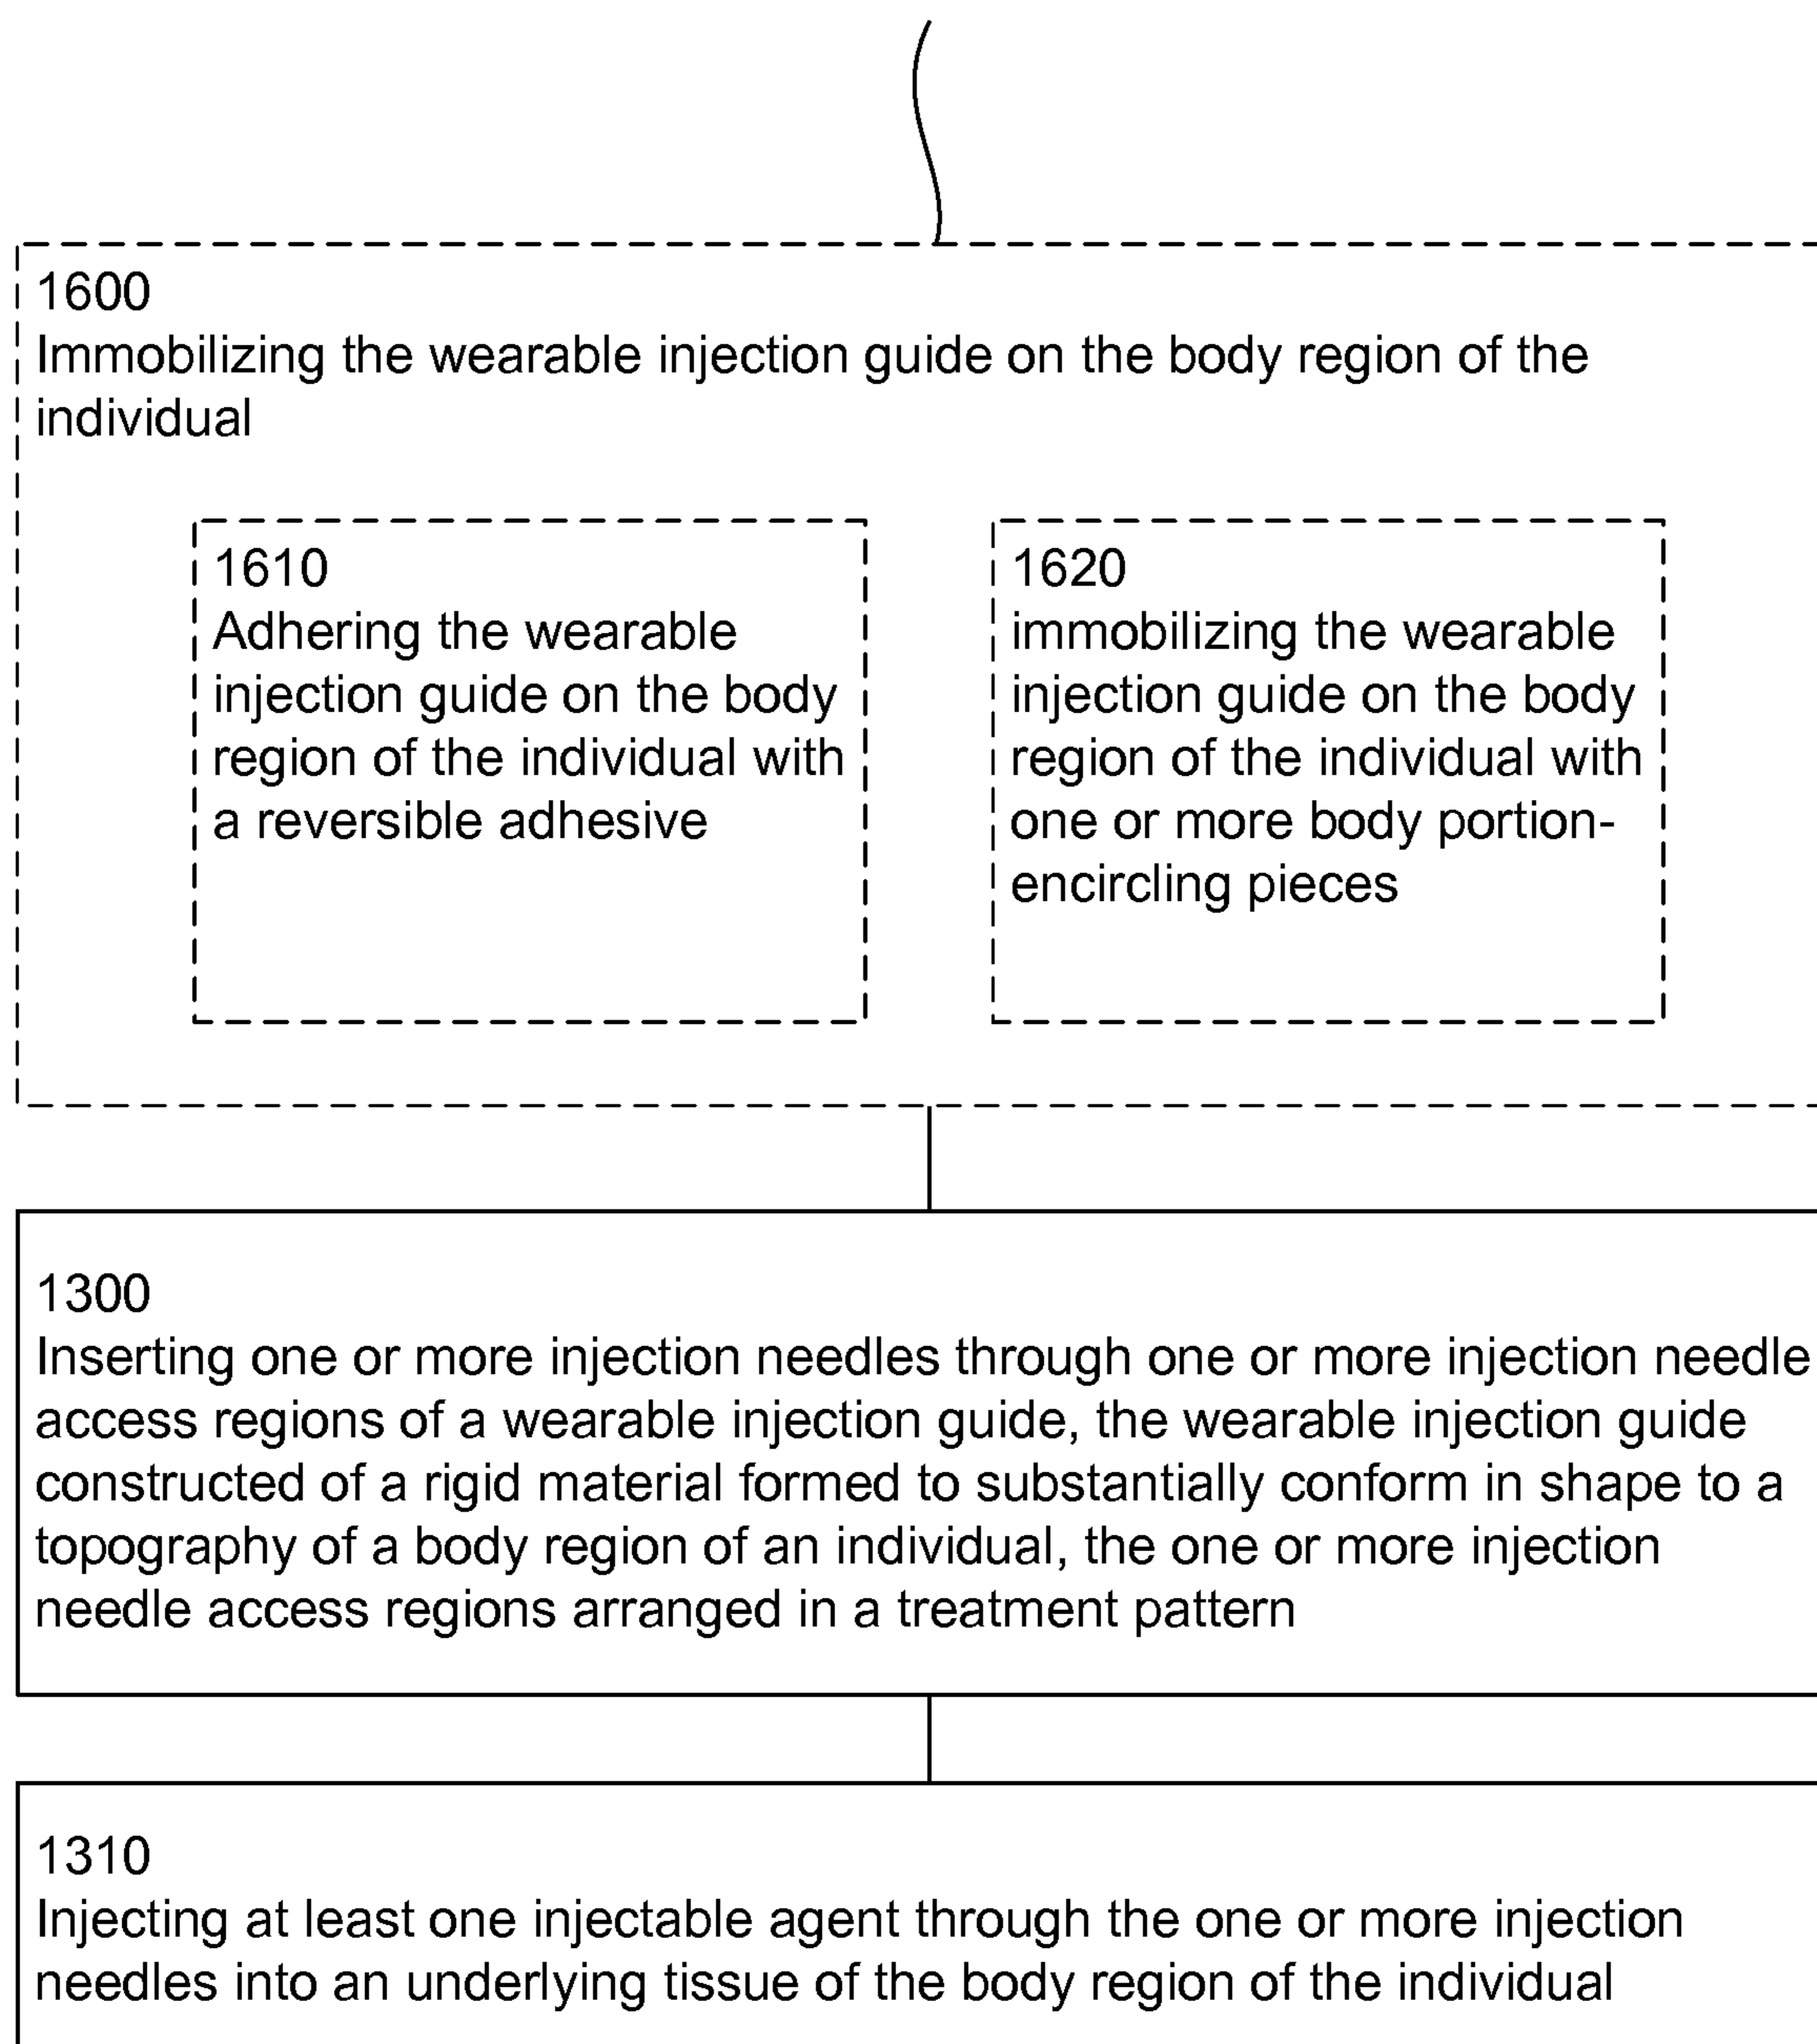 1600
Immobilizing the wearable injection guide on the body region of the
individual
1610
Adhering the wearable
injection guide on the body
region of the individual with
a reversible adhesive
1620
immobilizing the wearable
injection guide on the body
region of the individual with
one or more body portion-
encircling pieces
1300
Inserting one or more injection needles through one or more injection needle
access regions of a wearable injection guide, the wearable injection guide
constructed of a rigid material formed to substantially conform in shape to a
topography of a body region of an individual, the one or more injection
needle access regions arranged in a treatment pattern
1310
Injecting at least one injectable agent through the one or more injection
needles into an underlying tissue of the body region of the individual